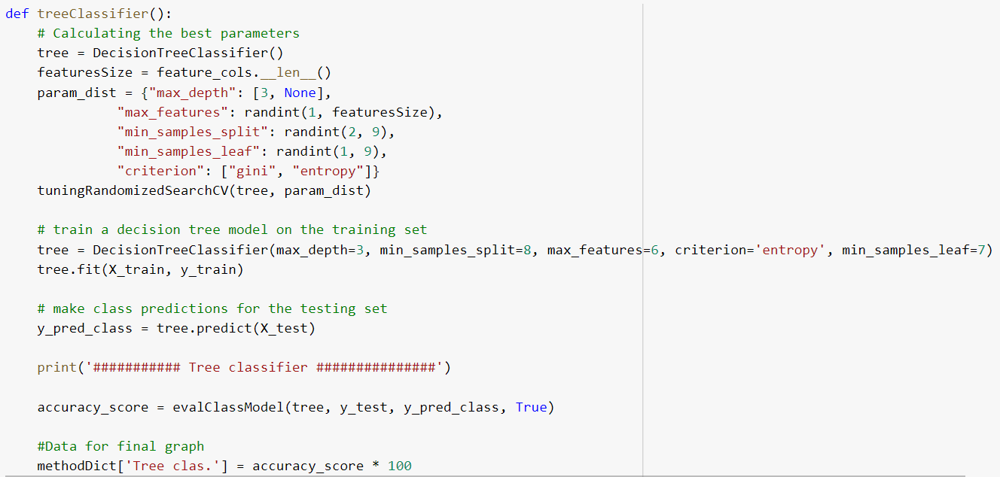 def treeClassifier():
    # Calculating the best parameters
    tree = DecisionTreeClassifier()
    featuresSize = feature_cols.__len__()
    param_dist = {"max_depth": [3, None],
              "max_features": randint(1, featuresSize),
              "min_samples_split": randint(2, 9),
              "min_samples_leaf": randint(1, 9),
              "criterion": ["gini", "entropy"]}
    tuningRandomizedSearchCV(tree, param_dist)

    # train a decision tree model on the training set
    tree = DecisionTreeClassifier(max_depth=3, min_samples_split=8, max_features=6, criterion='entropy', min_samples_leaf=7)
    tree.fit(X_train, y_train)

    # make class predictions for the testing set
    y_pred_class = tree.predict(X_test)

    print('########### Tree classifier ###############')

    accuracy_score = evalClassModel(tree, y_test, y_pred_class, True)

    #Data for final graph
    methodDict['Tree clas.'] = accuracy_score * 100